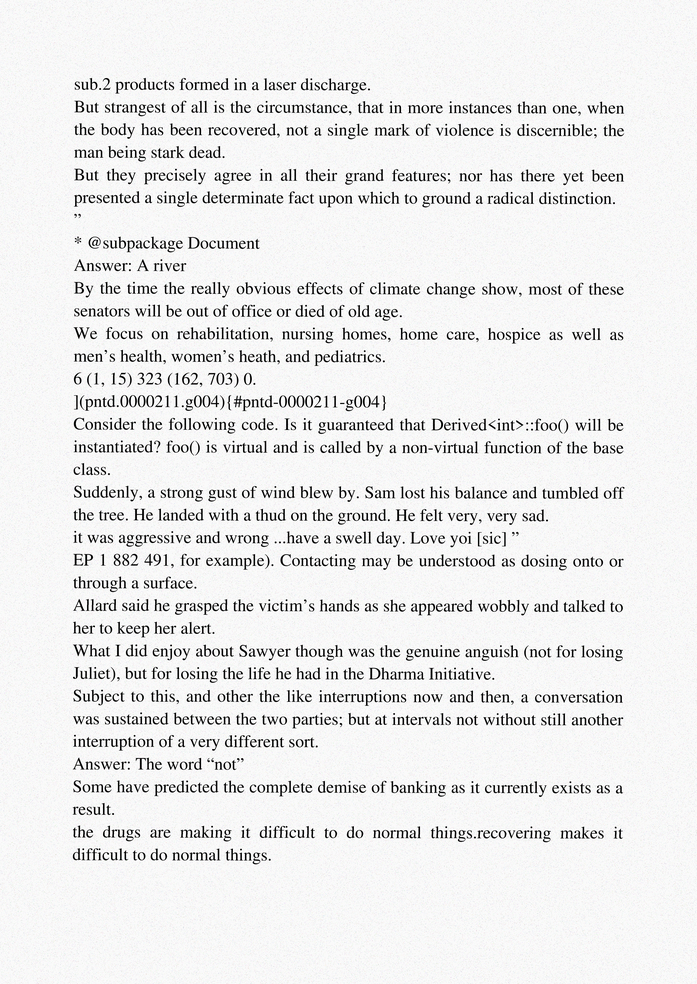 sub.2 products formed in a laser discharge.
But strangest of all is the circumstance, that in more instances than one, when
the body has been recovered, not a single mark of violence is discernible; the
man being stark dead.
But they precisely agree in all their grand features; nor has there yet been
presented a single determinate fact upon which to ground a radical distinction.
”
* @subpackage Document
Answer: A river
By the time the really obvious effects of climate change show, most of these
senators will be out of office or died of old age.
We focus on rehabilitation, nursing homes, home care, hospice as well as
men’s health, women’s heath, and pediatrics.
6 (1, 15) 323 (162, 703) 0.
](pntd.0000211.g004){#pntd-0000211-g004}
Consider the following code. Is it guaranteed that Derived<int>::foo() will be
instantiated? foo() is virtual and is called by a non-virtual function of the base
class.
Suddenly, a strong gust of wind blew by. Sam lost his balance and tumbled off
the tree. He landed with a thud on the ground. He felt very, very sad.
it was aggressive and wrong ...have a swell day. Love yoi [sic] ”
EP 1 882 491, for example). Contacting may be understood as dosing onto or
through a surface.
Allard said he grasped the victim’s hands as she appeared wobbly and talked to
her to keep her alert.
What I did enjoy about Sawyer though was the genuine anguish (not for losing
Juliet), but for losing the life he had in the Dharma Initiative.
Subject to this, and other the like interruptions now and then, a conversation
was sustained between the two parties; but at intervals not without still another
interruption of a very different sort.
Answer: The word “not”
Some have predicted the complete demise of banking as it currently exists as a
result.
the drugs are making it difficult to do normal things.recovering makes it
difficult to do normal things.